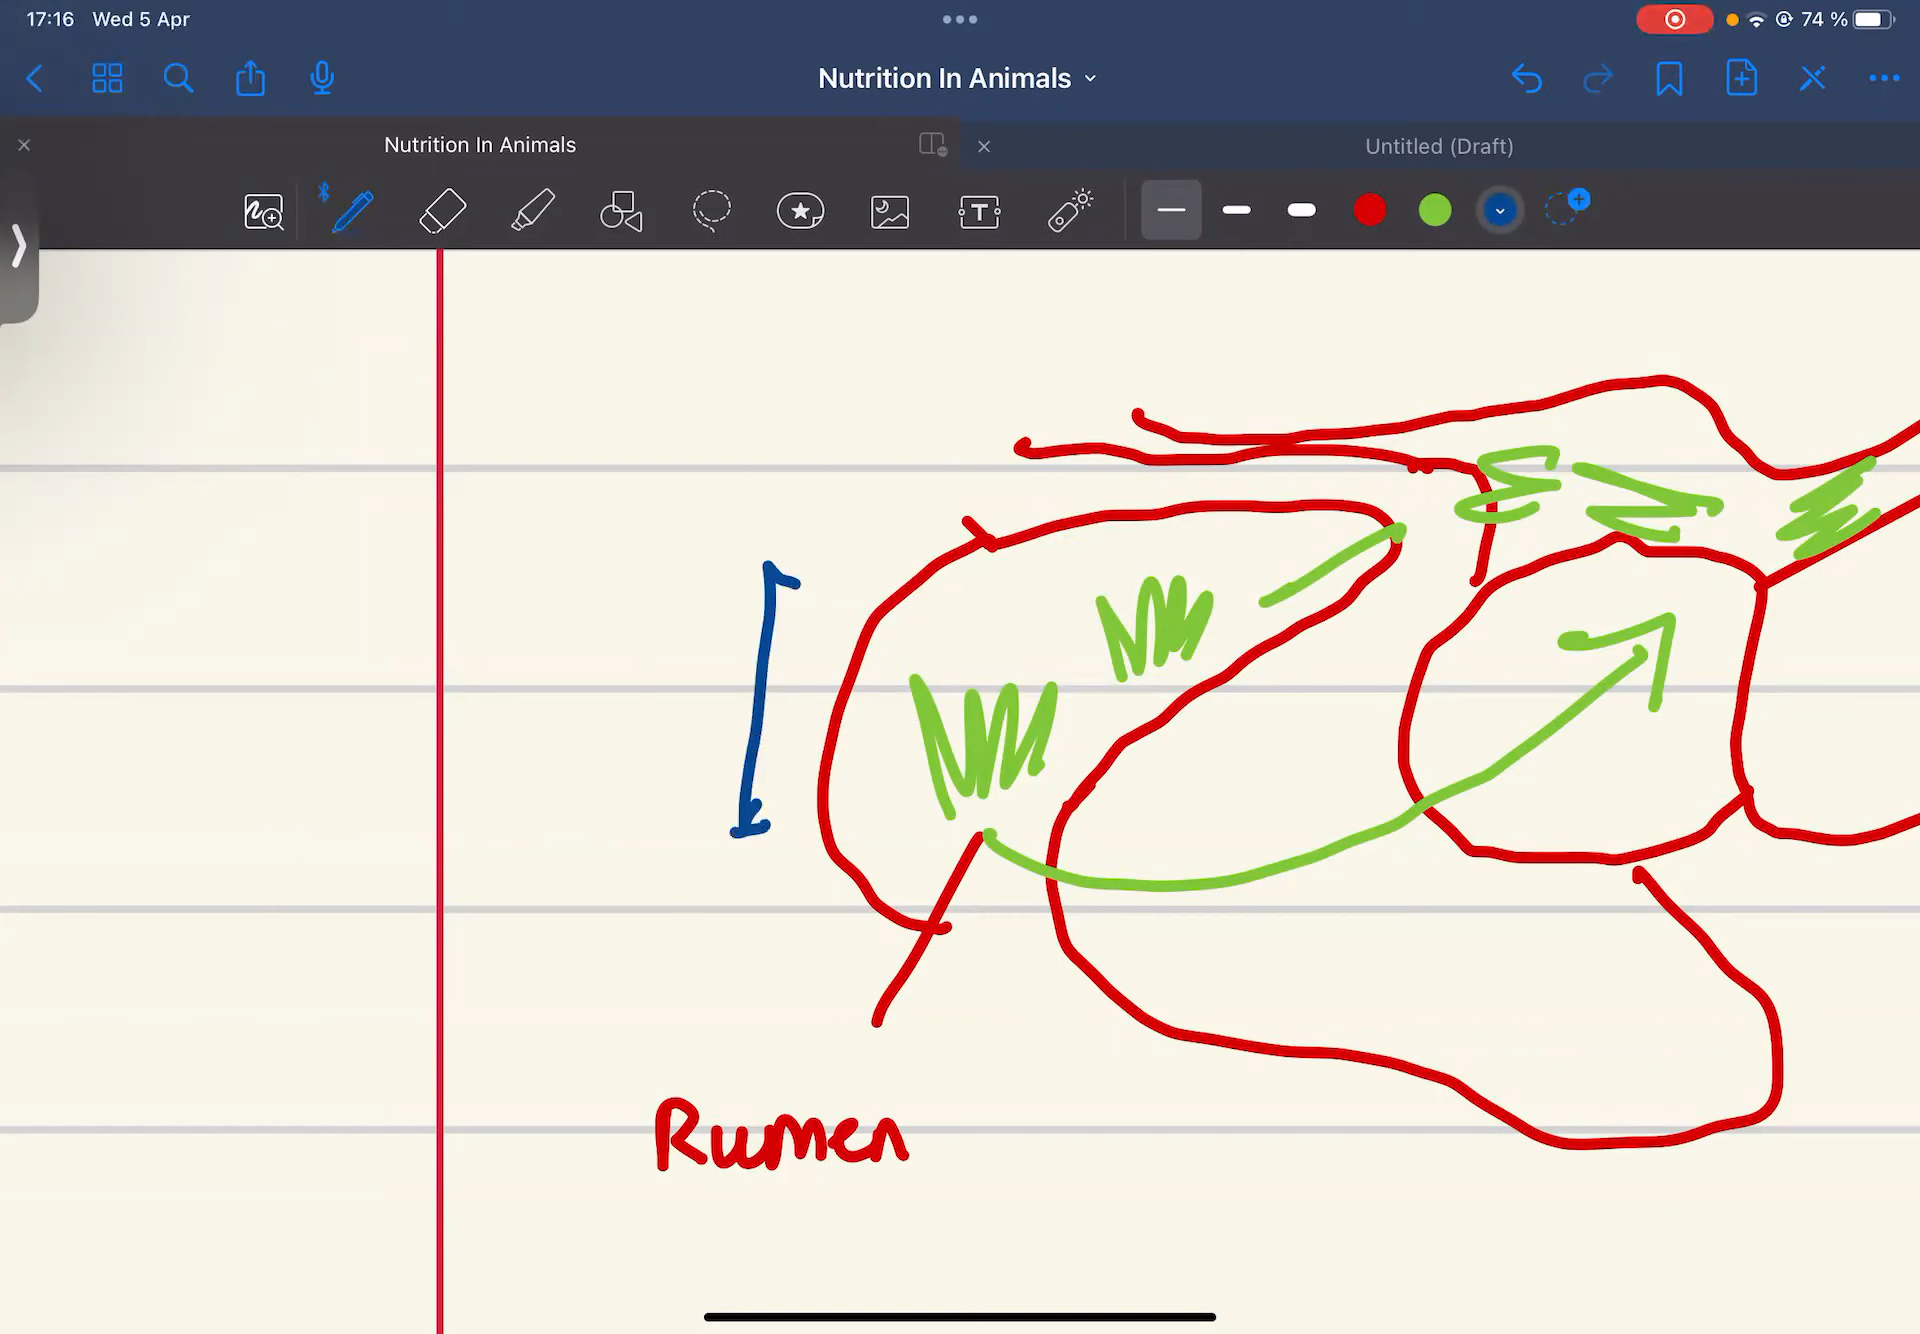 17:16 Wed 5 Apr
74 %
Nutrition In Animals
Nutrition In Animals
Untitled (Draft)
Rumen